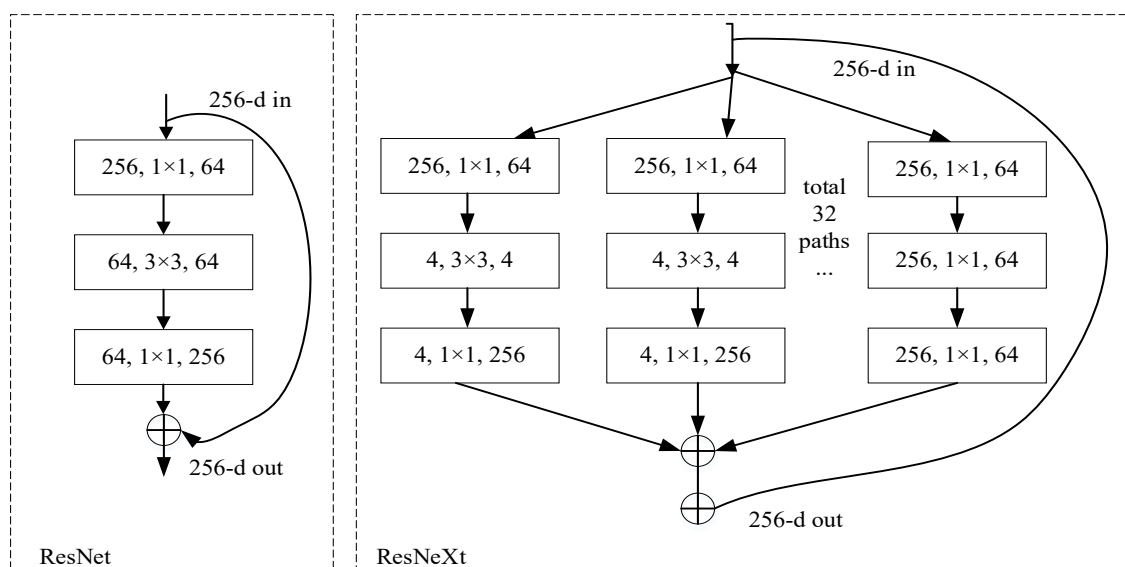 256-d in
256, 1×1, 64
64, 3×3, 64
64, 1×1, 256
256-d out
ResNet
256-d in
256, 1×1, 64
256, 1×1, 64
256, 1×1, 64
total
32
paths
...
4, 3×3, 4
4, 3×3, 4
256, 1×1, 64
4, 1×1, 256
4, 1×1, 256
256, 1×1, 64
256-d out
ResNeXt